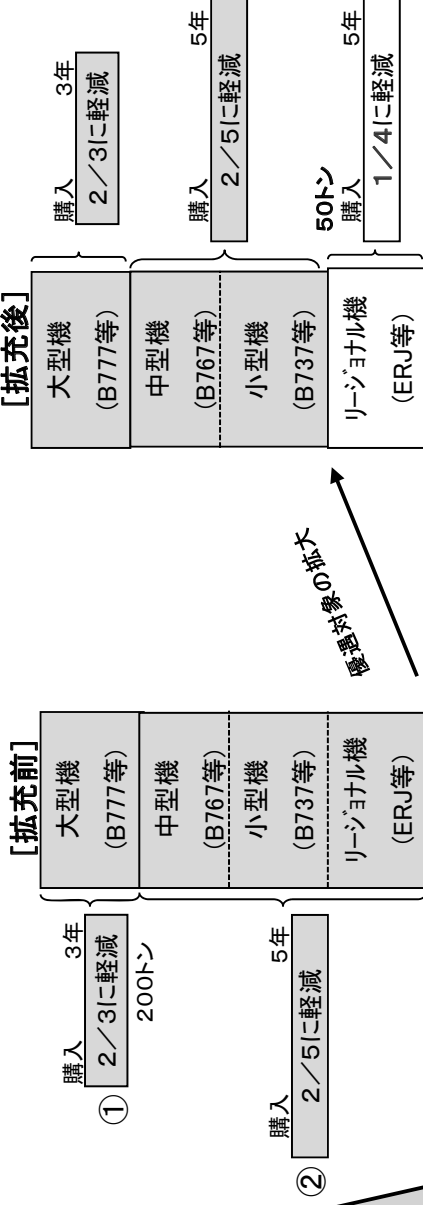 [拡充前]
① 購入 3年
2/3に軽減
200トン
② 購入 5年
2/5に軽減
大型機
(B777等)
中型機
(B767等)
小型機
(B737等)
リージョナル機
(ERJ等)
優遇対象の拡大
[拡充後]
大型機
(B777等)
中型機
(B767等)
小型機
(B737等)
リージョナル機
(ERJ等)
購入 3年
2/3に軽減
購入 5年
2/5に軽減
50トン
購入 5年
1/4に軽減